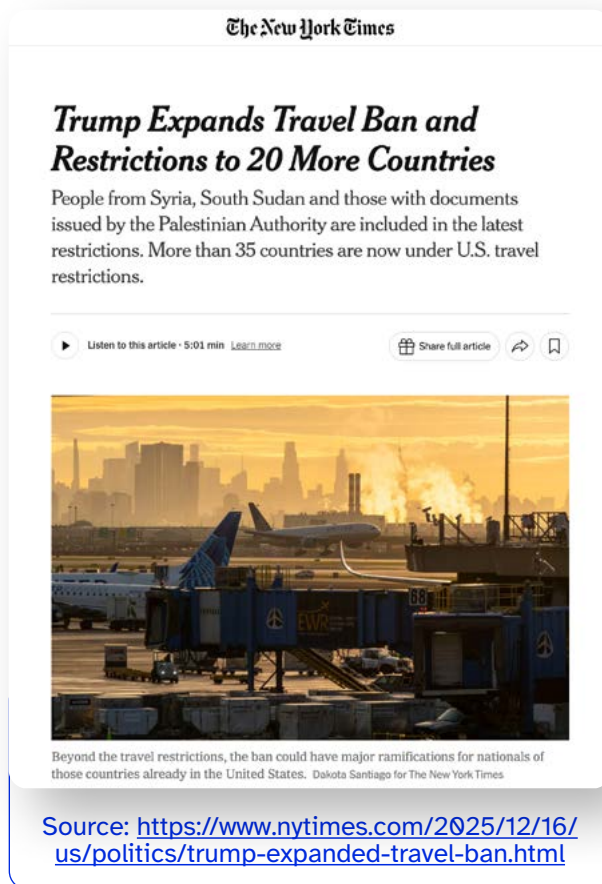 The New York Times
Trump Expands Travel Ban and
Restrictions to 20 More Countries
People from Syria, South Sudan and those with documents
issued by the Palestinian Authority are included in the latest
restrictions. More than 35 countries are now under U.S. travel
restrictions.
Listen to this article · 5:01 min Learn more
Share full article
68
EWR
Beyond the travel restrictions, the ban could have major ramifications for nationals of
those countries already in the United States. Dakota Santiago for The New York Times
Source: https://www.nytimes.com/2025/12/16/
us/politics/trump-expanded-travel-ban.html